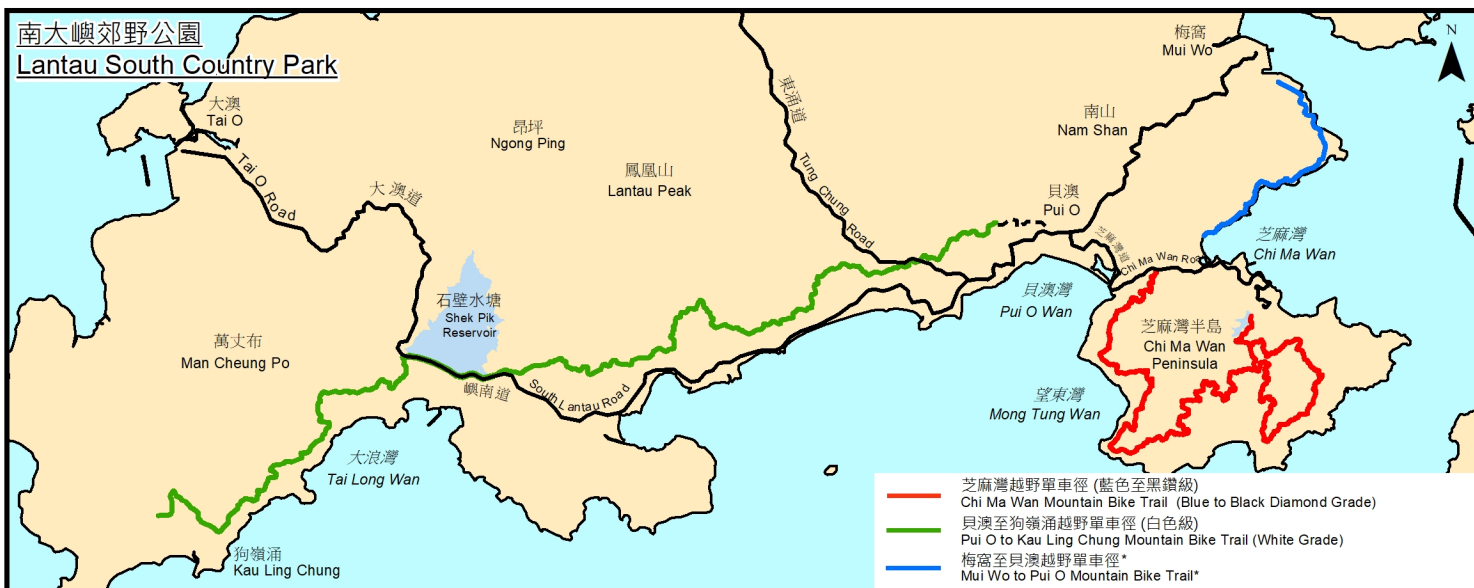 南大嶼郊野公園
Lantau South Country Park
梅窩
Mui Wo
N
大澳
Tai O
東涌道
Tung Chung Road
南山
Nam Shan
昂坪
Ngong Ping
鳳凰山
Lantau Peak
Tai O Road
大澳道
貝澳
Pui O
芝麻灣道
Chi Ma Wan Road
芝麻灣
Chi Ma Wan
石壁水塘
Shek Pik
Reservoir
貝澳灣
Pui O Wan
萬丈布
Man Cheung Po
芝麻灣半島
Chi Ma Wan
Peninsula
嶼南道
South Lantau Road
望東灣
Mong Tung Wan
大浪灣
Tai Long Wan
狗嶺涌
Kau Ling Chung
芝麻灣越野單車徑 (藍色至黑鑽級)
Chi Ma Wan Mountain Bike Trail (Blue to Black Diamond Grade)
貝澳至狗嶺涌越野單車徑 (白色級)
Pui O to Kau Ling Chung Mountain Bike Trail (White Grade)
梅窩至貝澳越野單車徑*
Mui Wo to Pui O Mountain Bike Trail*